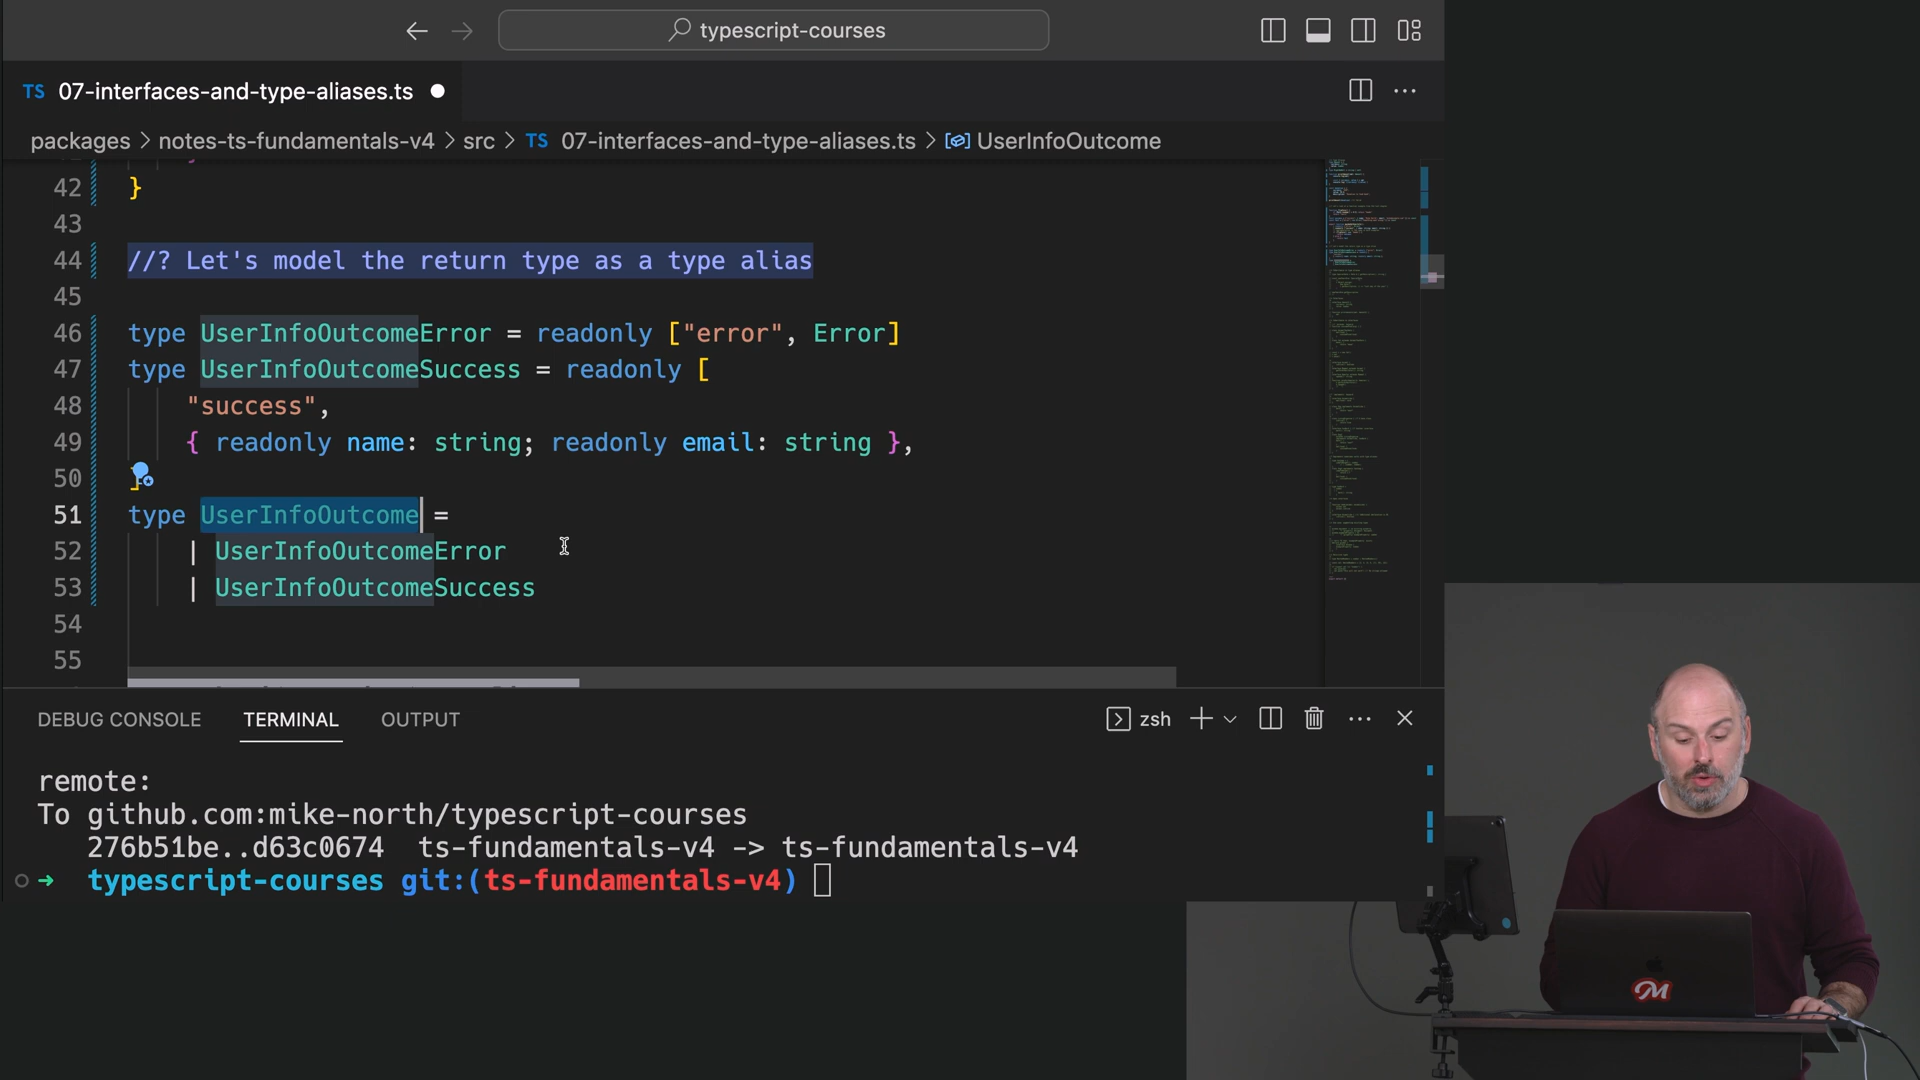 typescript-courses
TS 07-interfaces-and-type-aliases.ts
packages > notes-ts-fundamentals-v4 > src > TS 07-interfaces-and-type-aliases.ts > UserInfoOutcome
42 }
43
44 //? Let's model the return type as a type alias
45
46 type UserInfoOutcomeError = readonly ["error", Error]
47 type UserInfoOutcomeSuccess = readonly [
48 "success",
49 { readonly name: string; readonly email: string },
50 ]
51 type UserInfoOutcome =
52 | UserInfoOutcomeError
53 | UserInfoOutcomeSuccess
54
55
DEBUG CONSOLE TERMINAL OUTPUT
zsh
remote:
To github.com:mike-north/typescript-courses
276b51be..d63c0674 ts-fundamentals-v4 -> ts-fundamentals-v4
→ typescript-courses git:(ts-fundamentals-v4)
M